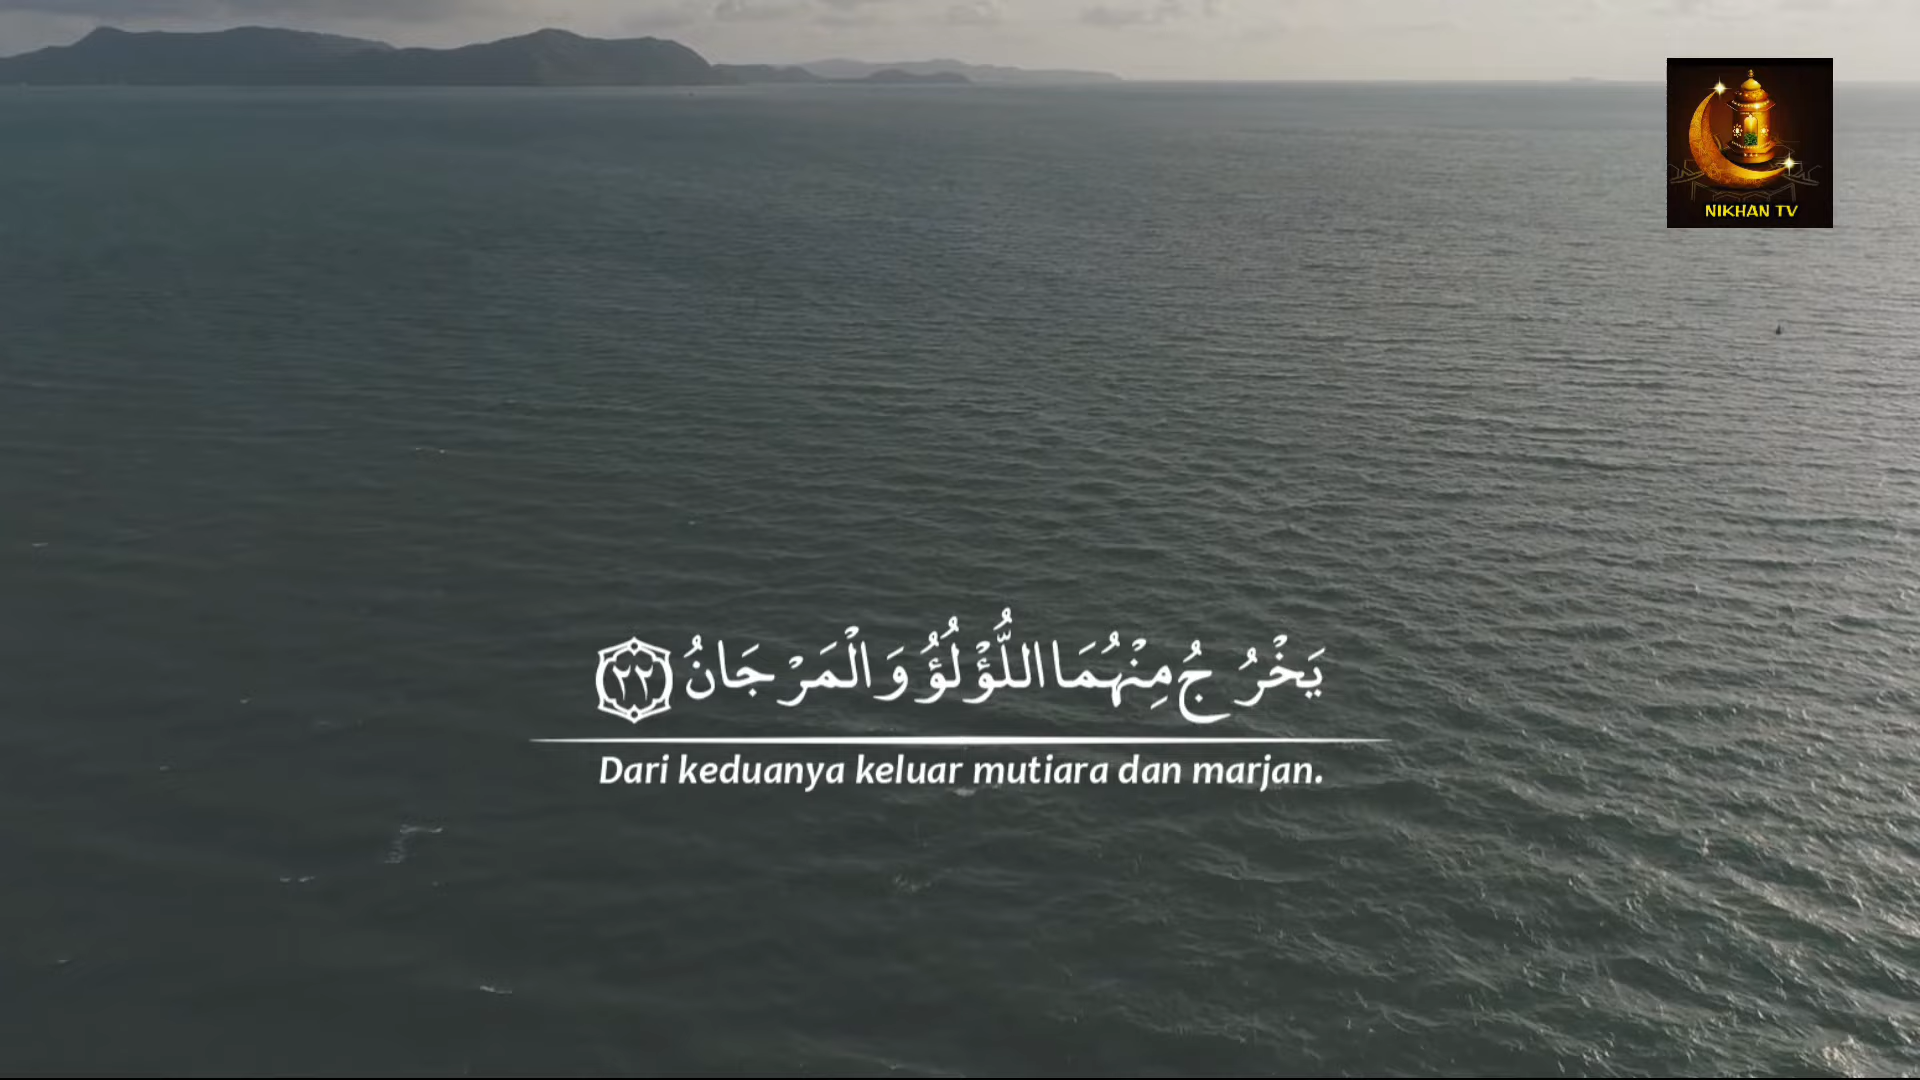 NIKHAN TV
يَخْرُجُ مِنْهُمَا اللُّؤْلُؤُ وَالْمَرْجَانُ ٢٢
Dari keduanya keluar mutiara dan marjan.